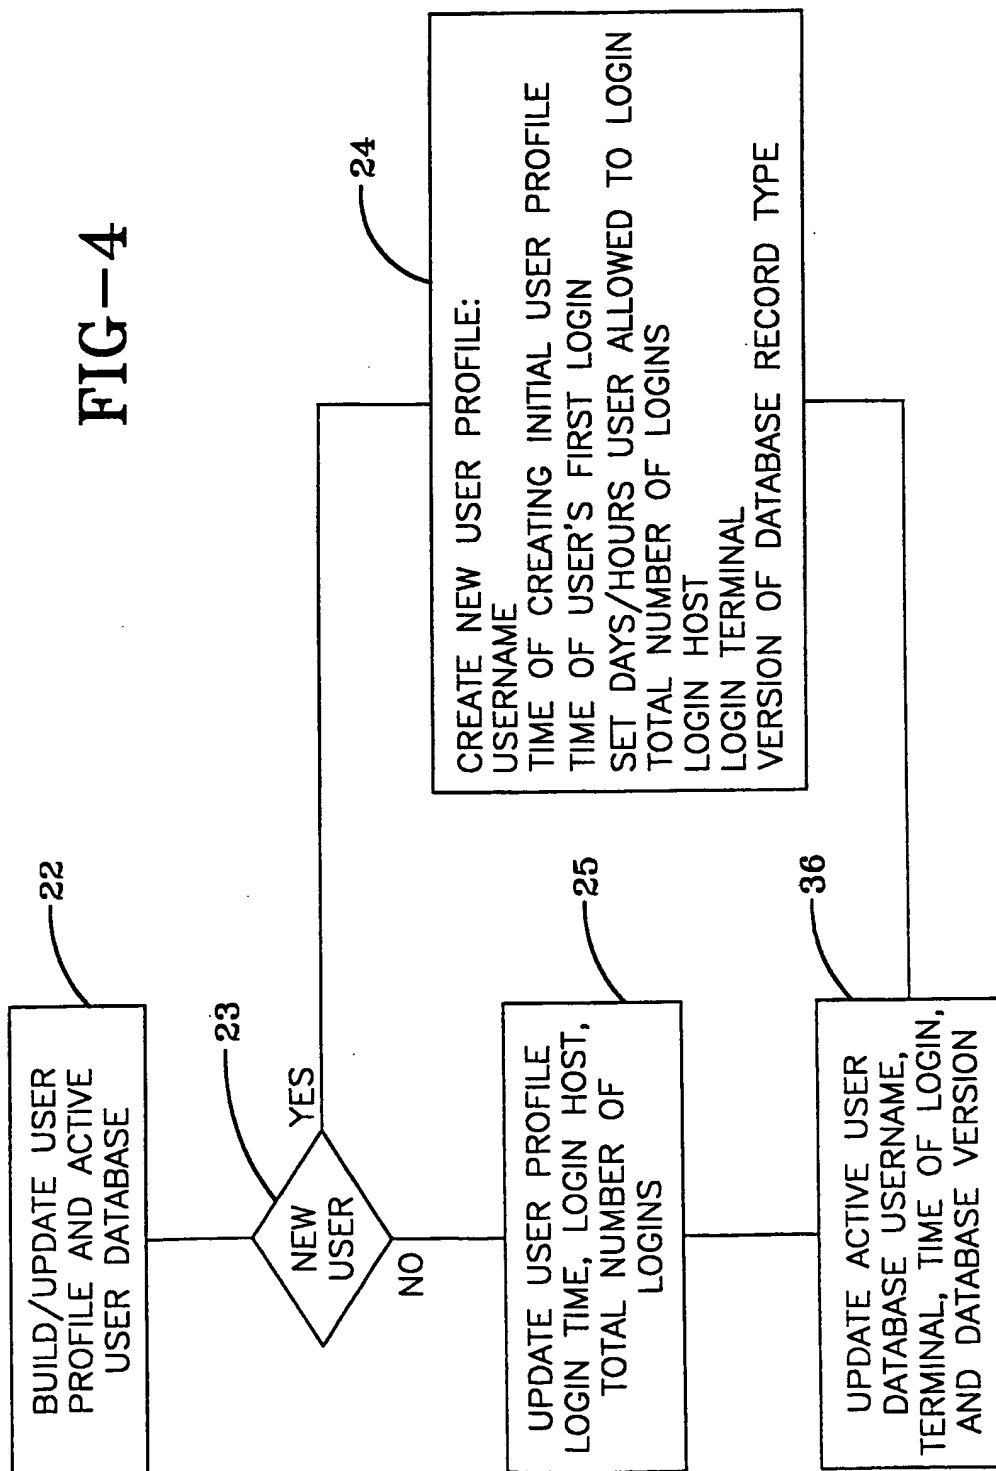 FIG-4
BUILD/UPDATE USER
PROFILE AND ACTIVE
USER DATABASE
22
NEW
USER
23
YES
NO
CREATE NEW USER PROFILE:
USERNAME
TIME OF CREATING INITIAL USER PROFILE
TIME OF USER'S FIRST LOGIN
SET DAYS/HOURS USER ALLOWED TO LOGIN
TOTAL NUMBER OF LOGINS
LOGIN HOST
LOGIN TERMINAL
VERSION OF DATABASE RECORD TYPE
24
UPDATE USER PROFILE
LOGIN TIME, LOGIN HOST,
TOTAL NUMBER OF
LOGINS
25
UPDATE ACTIVE USER
DATABASE USERNAME,
TERMINAL, TIME OF LOGIN,
AND DATABASE VERSION
36